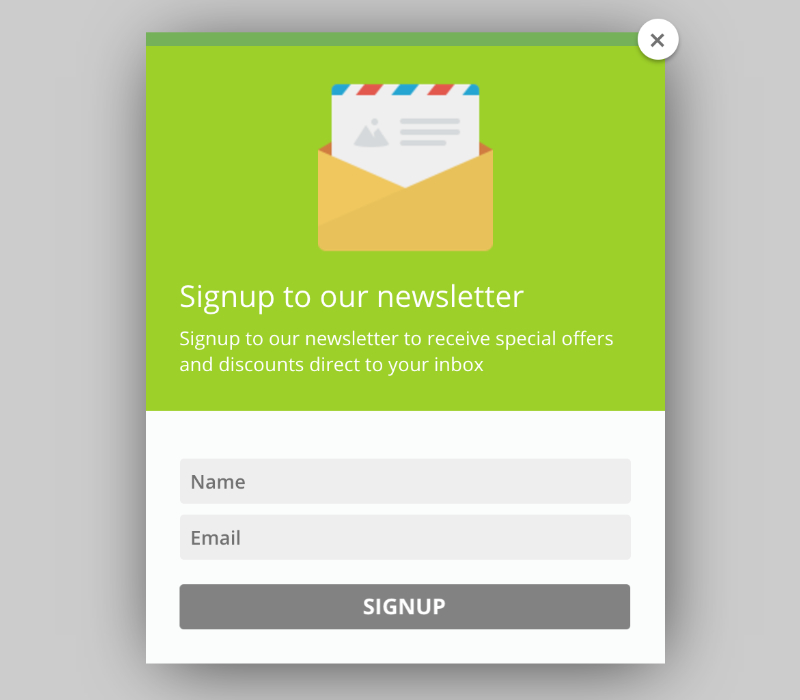 Signup to our newsletter
Signup to our newsletter to receive special offers
and discounts direct to your inbox
Name
Email
SIGNUP